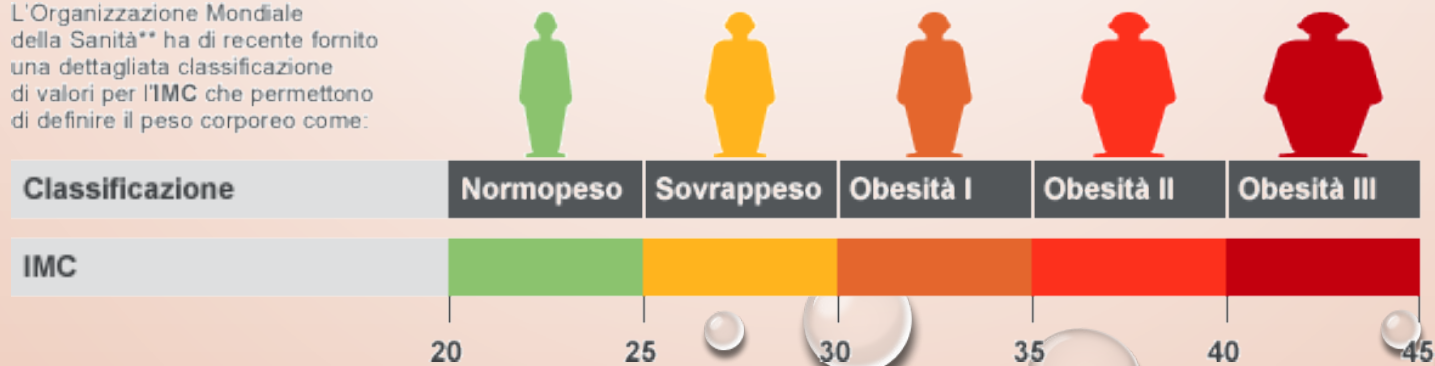 L'Organizzazione Mondiale
della Sanità** ha di recente fornito
una dettagliata classificazione
di valori per l'IMC che permettono
di definire il peso corporeo come:
Classificazione Normopeso Sovrappeso Obesità I Obesità II Obesità III
IMC
20 25 30 35 40 45